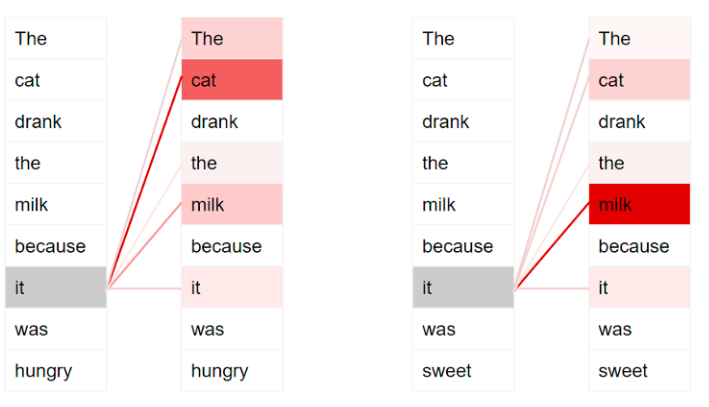 The The The The
cat cat cat cat
drank drank drank drank
the the the the
milk milk milk milk
because because because because
it it it it
was was was was
hungry hungry sweet sweet